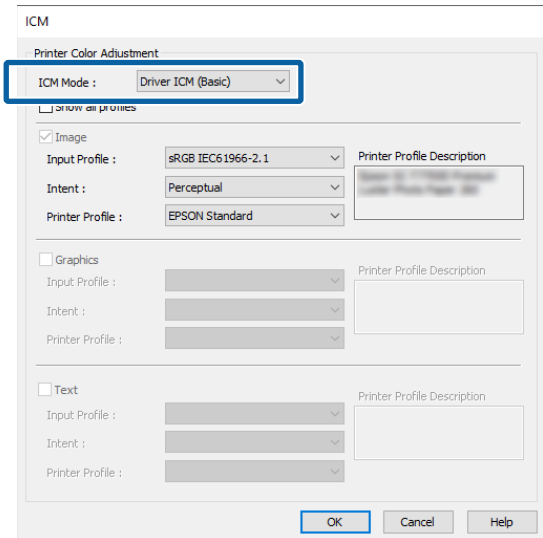 ICM
Printer Color Adjustment
ICM Mode : Driver ICM (Basic)
Show all profiles
Image
Input Profile : sRGB IEC61966-2.1 Printer Profile Description
Intent : Perceptual
Printer Profile : EPSON Standard
Graphics
Input Profile : Printer Profile Description
Intent :
Printer Profile :
Text
Input Profile : Printer Profile Description
Intent :
Printer Profile :
OK Cancel Help